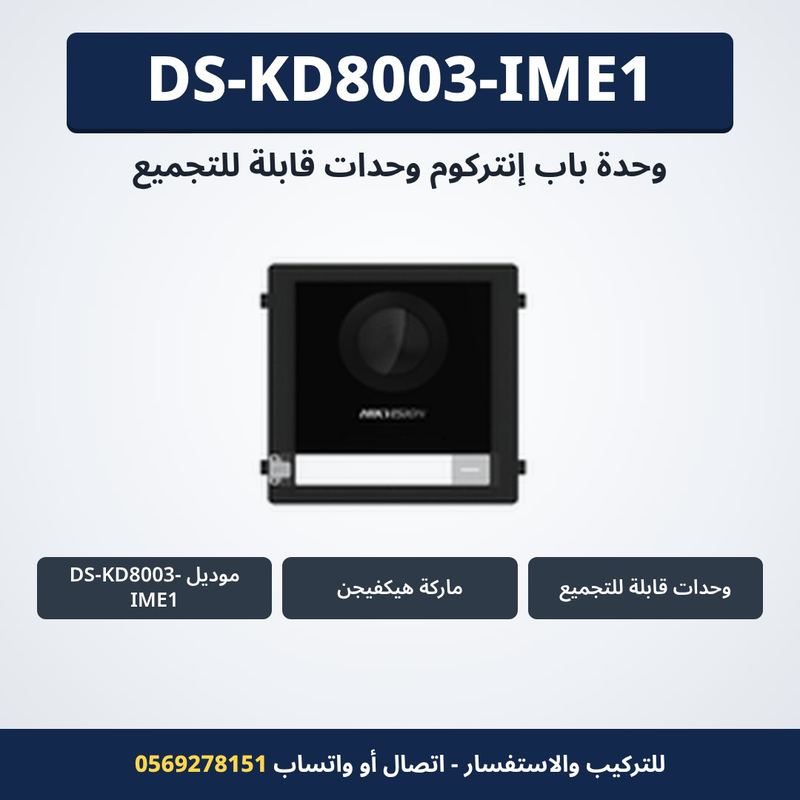 DS-KD8003-IME1
وحدة باب إنتركوم وحدات قابلة للتجميع
HIKVISION
وحدات قابلة للتجميع
ماركة هيكفيجن
موديل DS-KD8003-
IME1
للتركيب والاستفسار - اتصال أو واتساب 0569278151